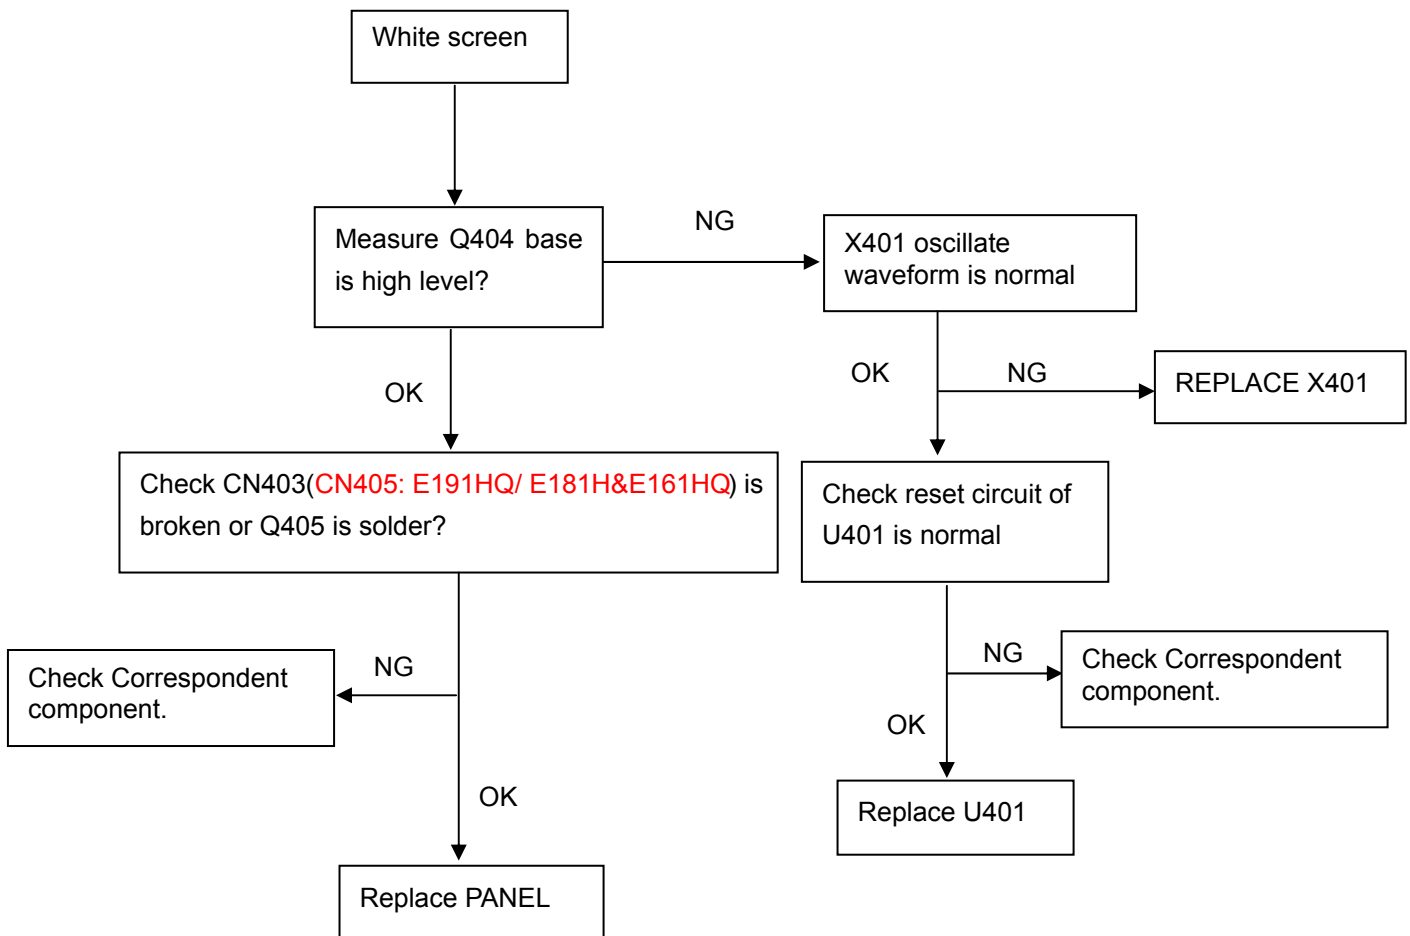 White screen
Measure Q404 base
is high level?
NG
X401 oscillate
waveform is normal
OK
NG
REPLACE X401
OK
Check CN403(CN405: E191HQ/ E181H&E161HQ) is
broken or Q405 is solder?
Check reset circuit of
U401 is normal
NG
Check Correspondent
component.
NG
Check Correspondent
component.
OK
Replace U401
OK
Replace PANEL